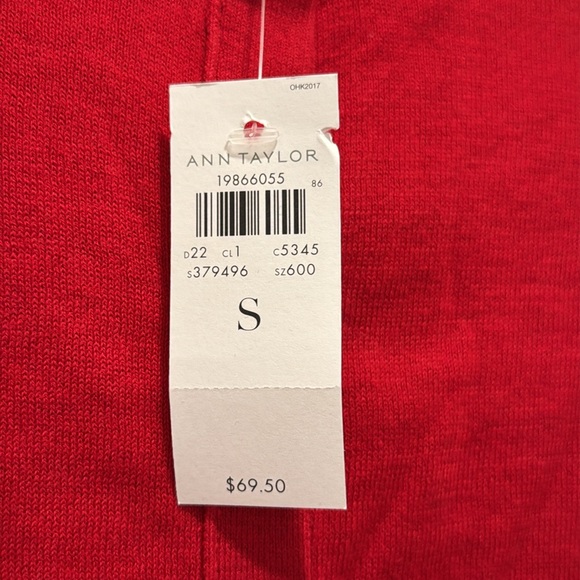 OHK2017
ANN TAYLOR
19866055
86
D22 CL1 C5345
S379496 SZ600
S
$69.50